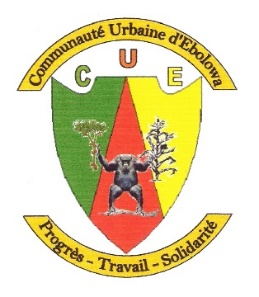 Communauté Urbaine d'Ebolowa
C U E
Progrès - Travail - Solidarité